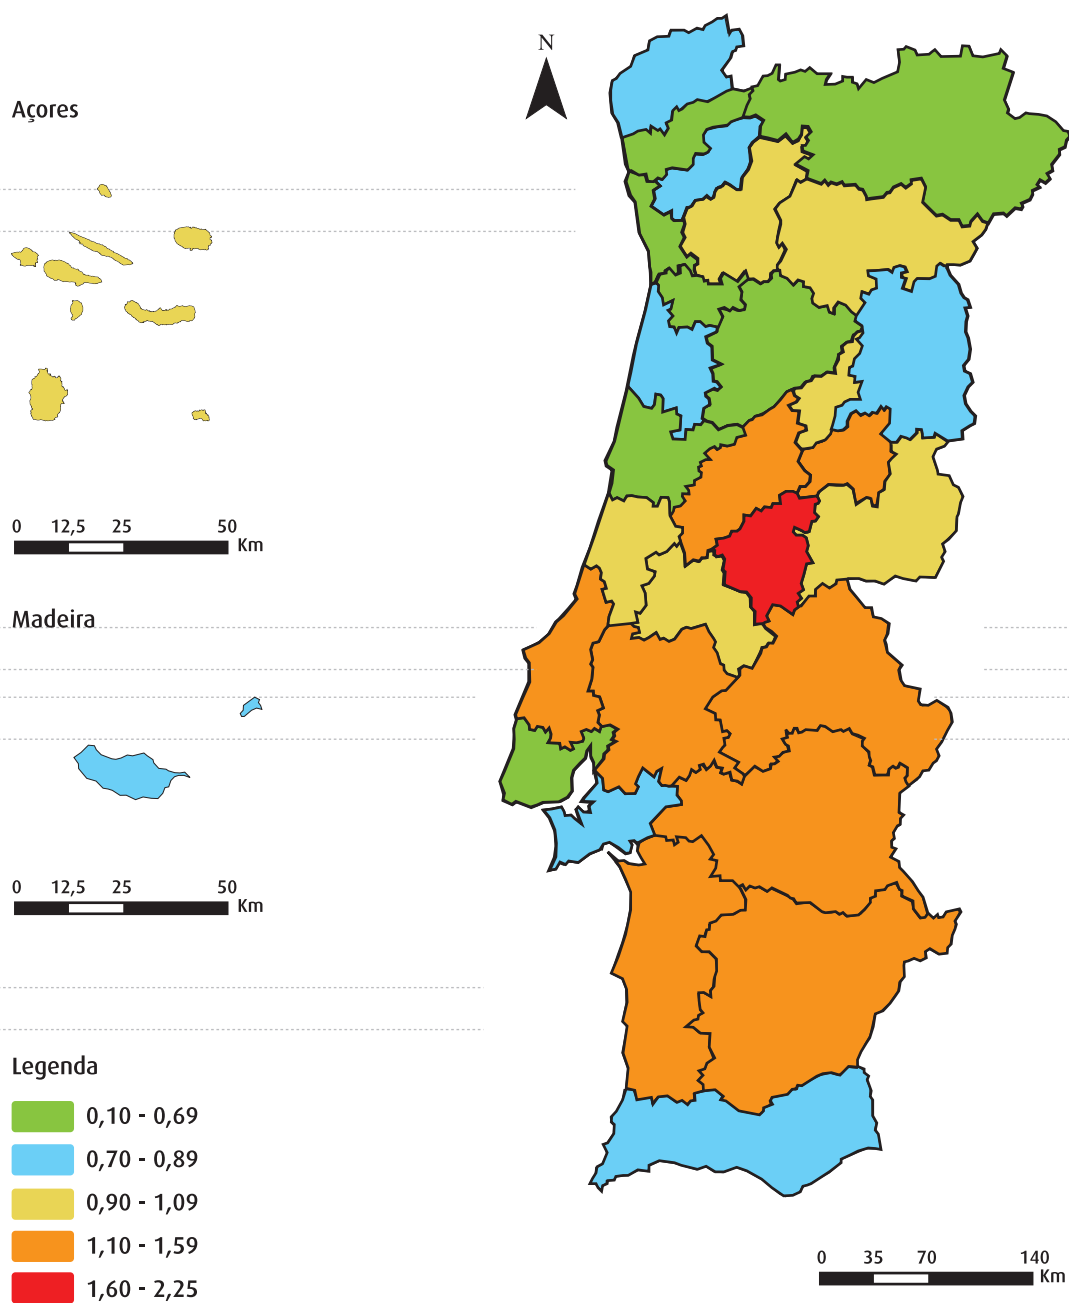 N
Açores
0 12,5 25 50
Km
Madeira
0 12,5 25 50
Km
Legenda
0,10 - 0,69
0,70 - 0,89
0,90 - 1,09
1,10 - 1,59
1,60 - 2,25
0 35 70 140
Km